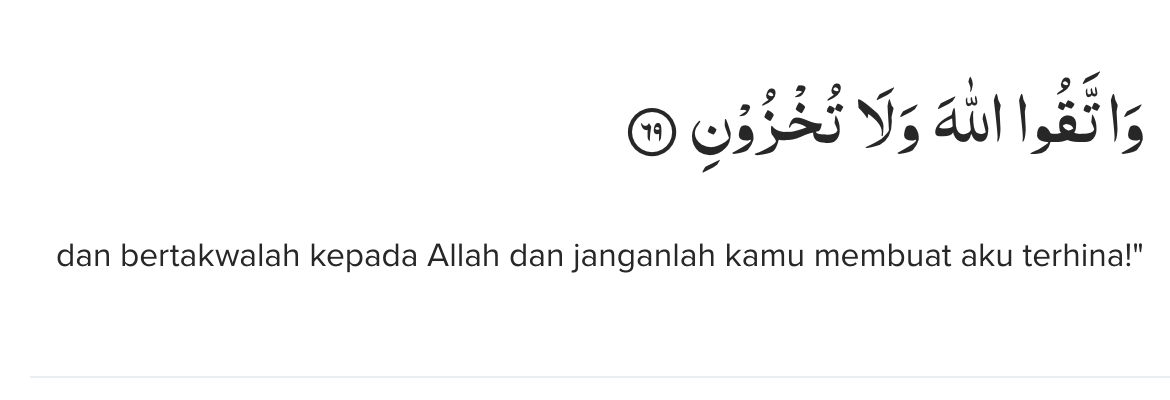 وَاتَّقُوا اللّٰهَ وَلَا تُخْزُوْنِ ٦٩
dan bertakwalah kepada Allah dan janganlah kamu membuat aku terhina!"